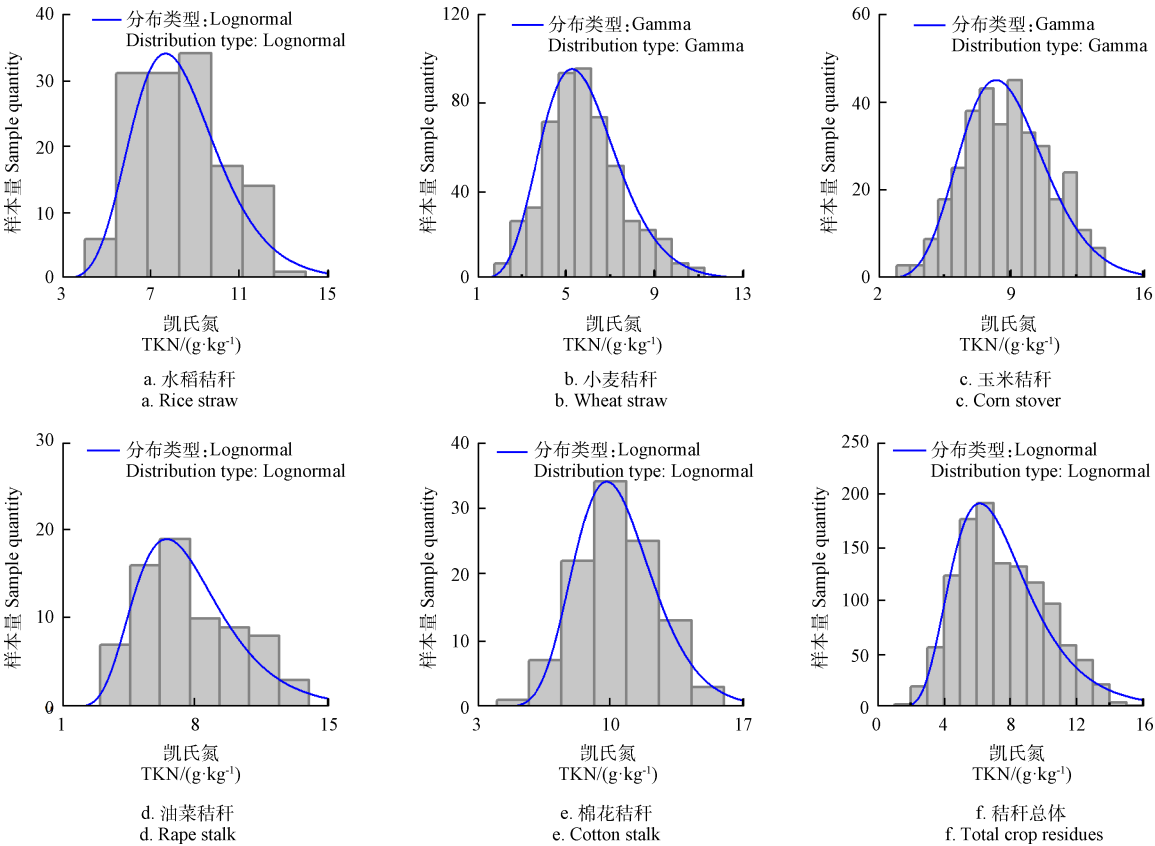 40
30
20
10
0
样本量 Sample quantity
分布类型:Lognormal
Distribution type: Lognormal
3 7 11 15
凯氏氮
TKN/(g·kg-1)
a. 水稻秸秆
a. Rice straw
120
80
40
0
样本量 Sample quantity
分布类型:Gamma
Distribution type: Gamma
1 5 9 13
凯氏氮
TKN/(g·kg-1)
b. 小麦秸秆
b. Wheat straw
60
40
20
0
样本量 Sample quantity
分布类型:Gamma
Distribution type: Gamma
2 9 16
凯氏氮
TKN/(g·kg-1)
c. 玉米秸秆
c. Corn stover
30
20
10
0
样本量 Sample quantity
分布类型:Lognormal
Distribution type: Lognormal
1 8 15
凯氏氮
TKN/(g·kg-1)
d. 油菜秸秆
d. Rape stalk
40
30
20
10
0
样本量 Sample quantity
分布类型:Lognormal
Distribution type: Lognormal
3 10 17
凯氏氮
TKN/(g·kg-1)
e. 棉花秸秆
e. Cotton stalk
250
200
150
100
50
0
样本量 Sample quantity
分布类型:Lognormal
Distribution type: Lognormal
0 4 8 12 16
凯氏氮
TKN/(g·kg-1)
f. 秸秆总体
f. Total crop residues